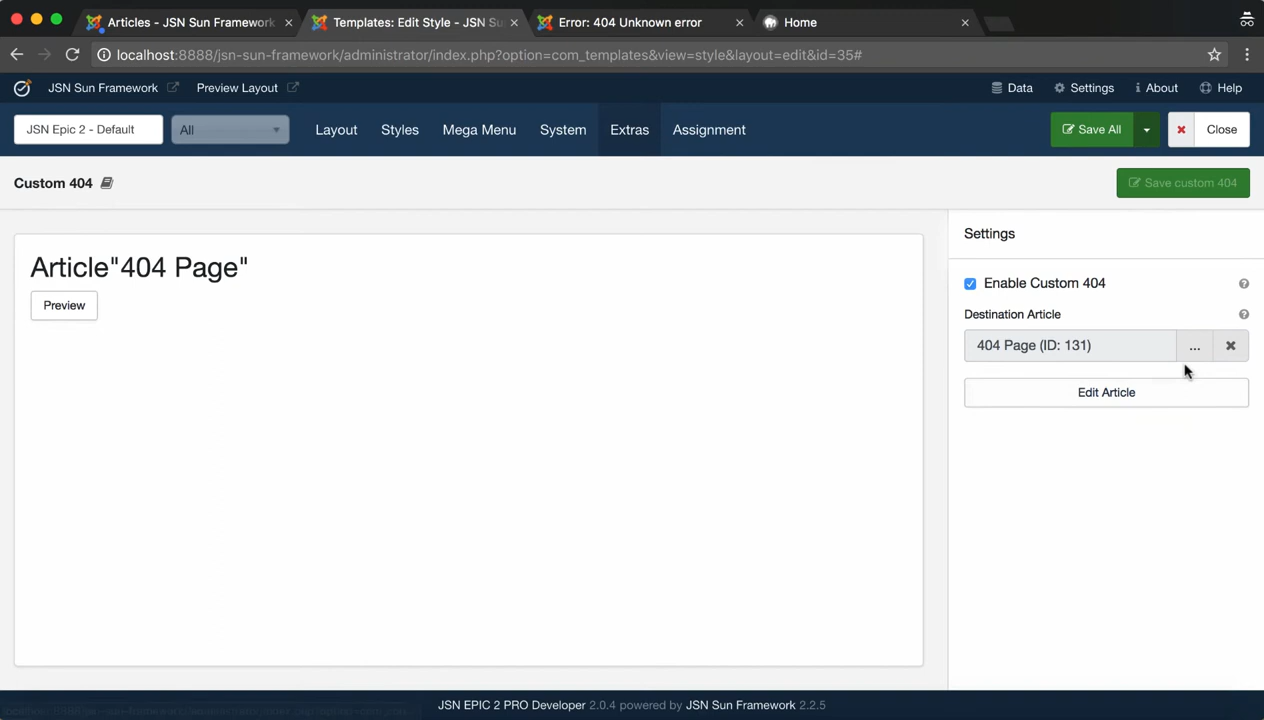 Articles - JSN Sun Framework
Templates: Edit Style - JSN Su
Error: 404 Unknown error
Home
localhost:8888/jsn-sun-framework/administrator/index.php?option=com_templates&view=style&layout=edit&id=35#
JSN Sun Framework
Preview Layout
Data
Settings
About
Help
JSN Epic 2 - Default
All
Layout
Styles
Mega Menu
System
Extras
Assignment
Save All
Close
Custom 404
Save custom 404
Settings
Article"404 Page"
Preview
Enable Custom 404
Destination Article
404 Page (ID: 131)
...
Edit Article
JSN EPIC 2 PRO Developer 2.0.4 powered by JSN Sun Framework 2.2.5